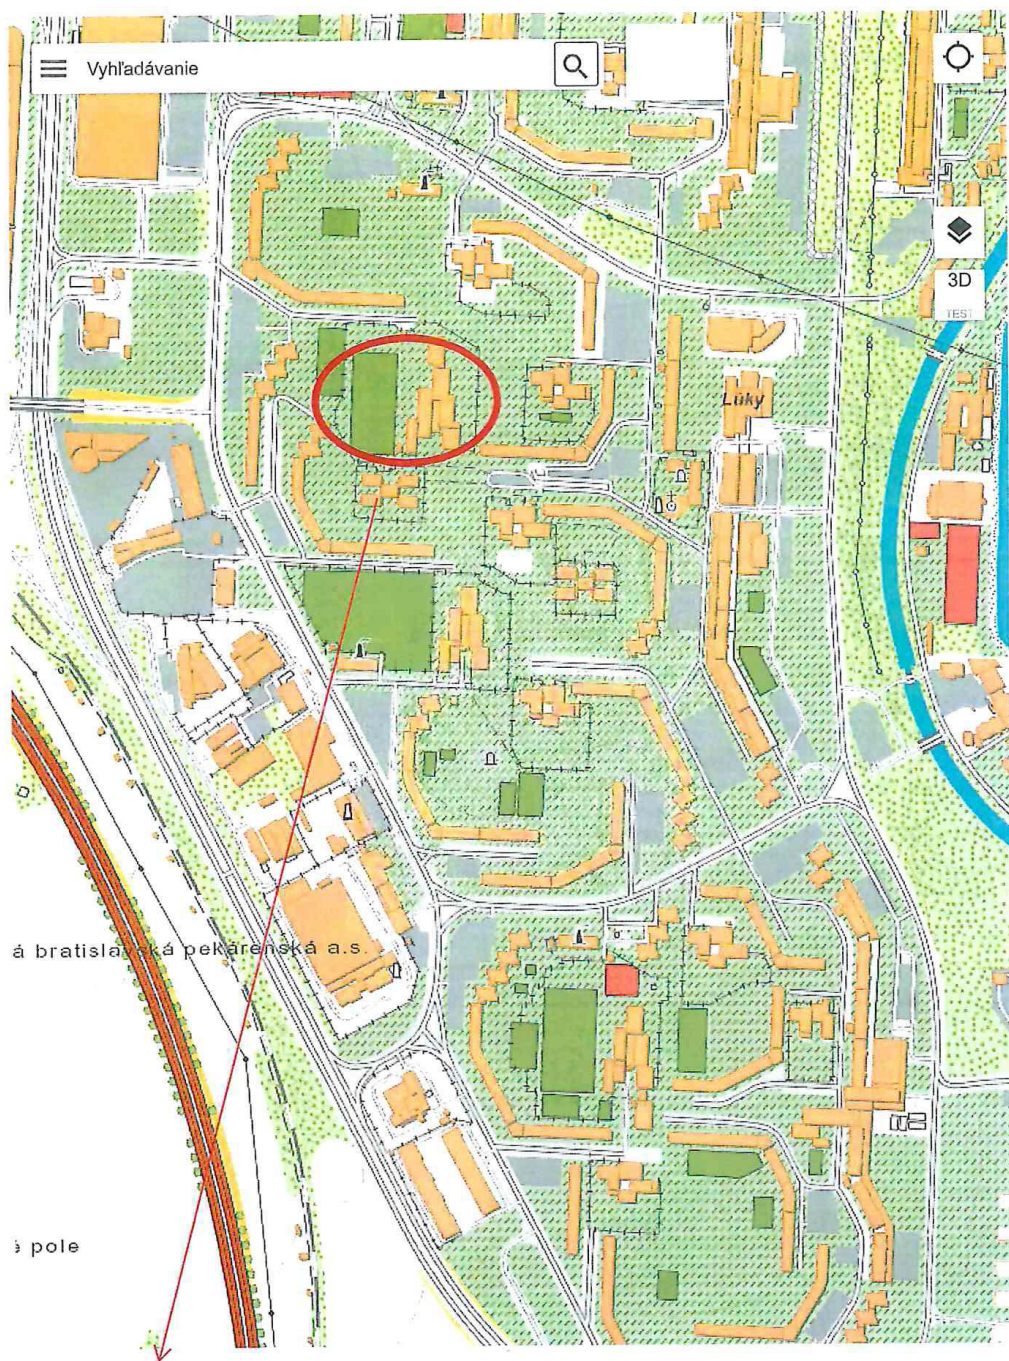 Vyhľadávanie
3D
TEST
Lúky
á bratislavská pekárenská a.s.
é pole